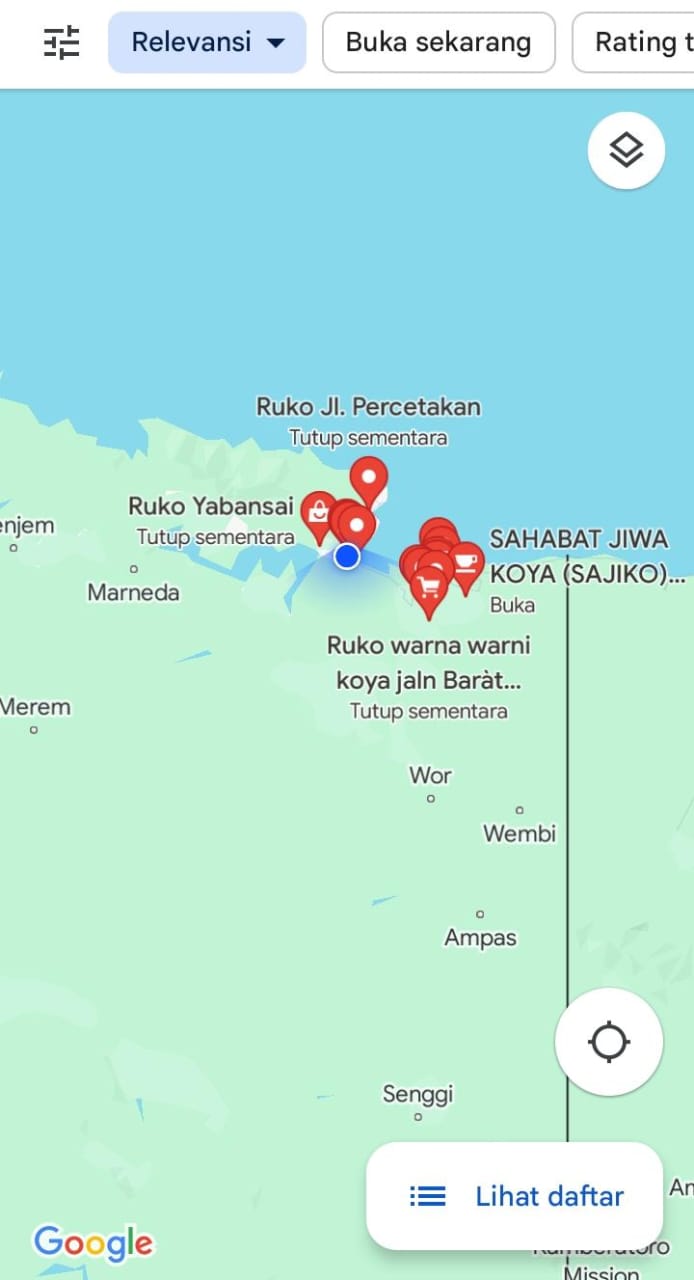 Relevansi
Buka sekarang
Rating t
Ruko Jl. Percetakan
Tutup sementara
Ruko Yabansai
Tutup sementara
enjem
Marneda
SAHABAT JIWA
KOYA (SAJIKO)...
Buka
Ruko warna warni
koya jaln Baràt...
Tutup sementara
Merem
Wor
Wembi
Ampas
Senggi
Lihat daftar
An
Mission
Google